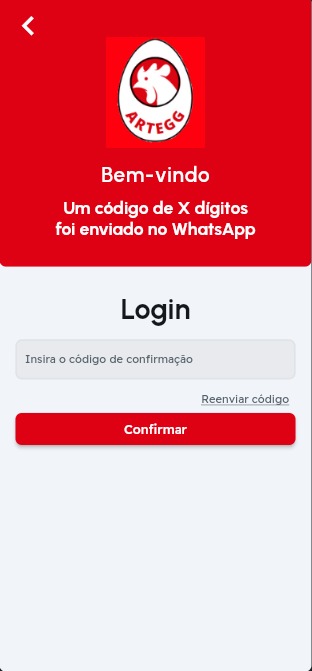 ARTEGG
Bem-vindo
Um código de X dígitos
foi enviado no WhatsApp
Login
Insira o código de confirmação
Reenviar código
Confirmar